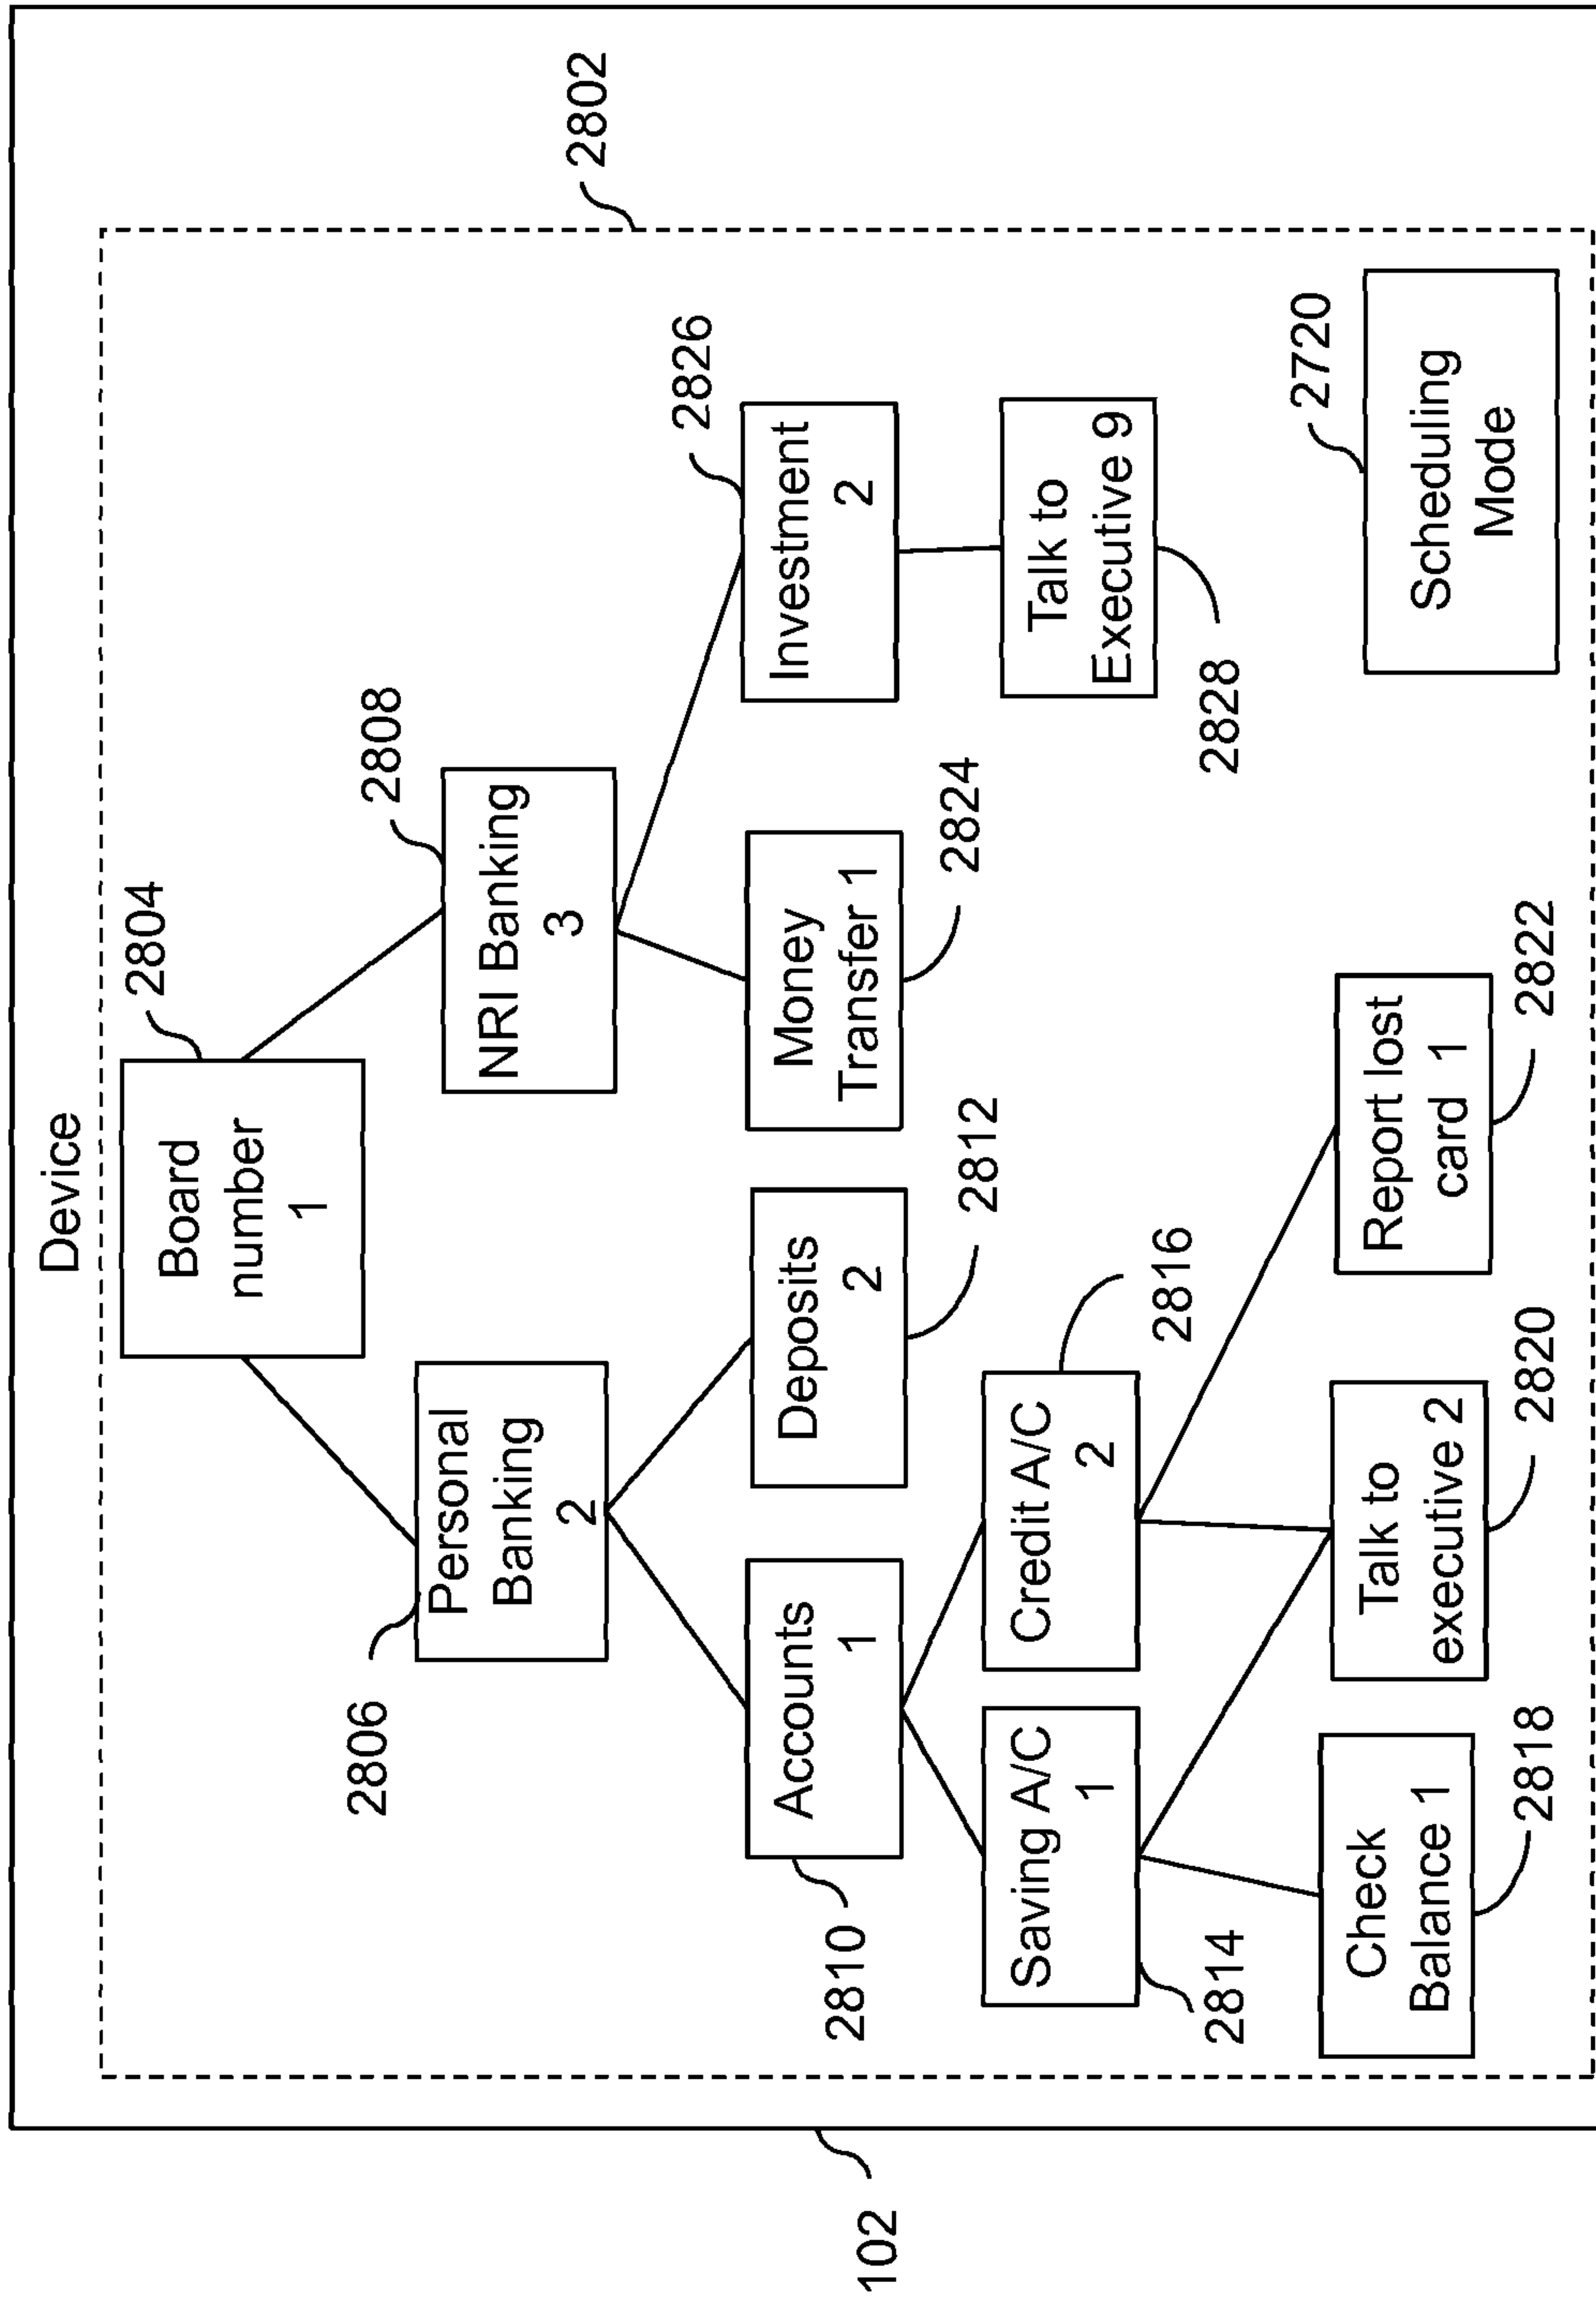 Device
2802
2804
Board
number
1
2806
Personal
Banking
2
2808
NRI Banking
3
2810
Accounts
1
Deposits
2
2812
Money
Transfer 1
2824
2826
Investment
2
Saving A/C
1
2814
Credit A/C
2
2816
Talk to
Executive 9
2828
Check
Balance 1
2818
Talk to
executive 2
2820
Report lost
card 1
2822
2720
Scheduling
Mode
102